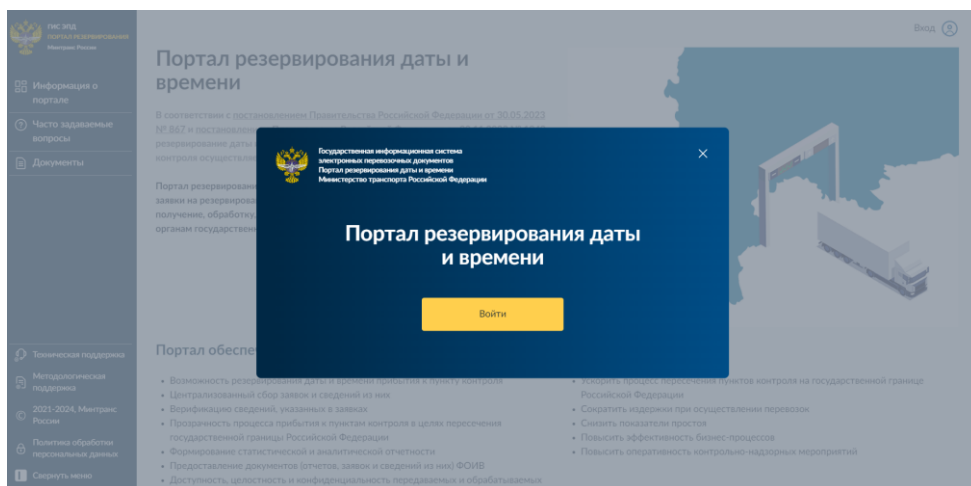 ГИС ЭПД
ПОРТАЛ РЕЗЕРВИРОВАНИЯ
Минтранс России
Вход
Информация о
портале
Часто задаваемые
вопросы
Документы
Портал резервирования даты и
времени
В соответствии с постановлением Правительства Российской Федерации от 30.05.2023
№ 867 и
резервирование даты
контроля
Портал
заявки на
получение, обработку,
органам
Государственная информационная система
электронных перевозочных документов
Портал резервирования даты и времени
Министерство транспорта Российской Федерации
Портал резервирования даты
и времени
Войти
Портал
Возможность резервирования даты и времени прибытия к пункту контроля
Централизованный сбор заявок и сведений из них
Верификацию сведений, указанных в заявках
Прозрачность процесса прибытия к пунктам контроля в целях пересечения
государственной границы Российской Федерации
Формирование статистической и аналитической отчетности
Предоставление документов (отчетов, заявок и сведений из них) ФОИВ
Доступность, целостность и конфиденциальность передаваемых и обрабатываемых
Ускорить процесс пересечения пунктов контроля на государственной границе
Российской Федерации
Сократить издержки при осуществлении перевозок
Снизить показатели простоя
Повысить эффективность бизнес-процессов
Повысить оперативность контрольно-надзорных мероприятий
Техническая поддержка
Методологическая
поддержка
2021-2024, Минтранс
России
Политика обработки
персональных данных
Свернуть меню